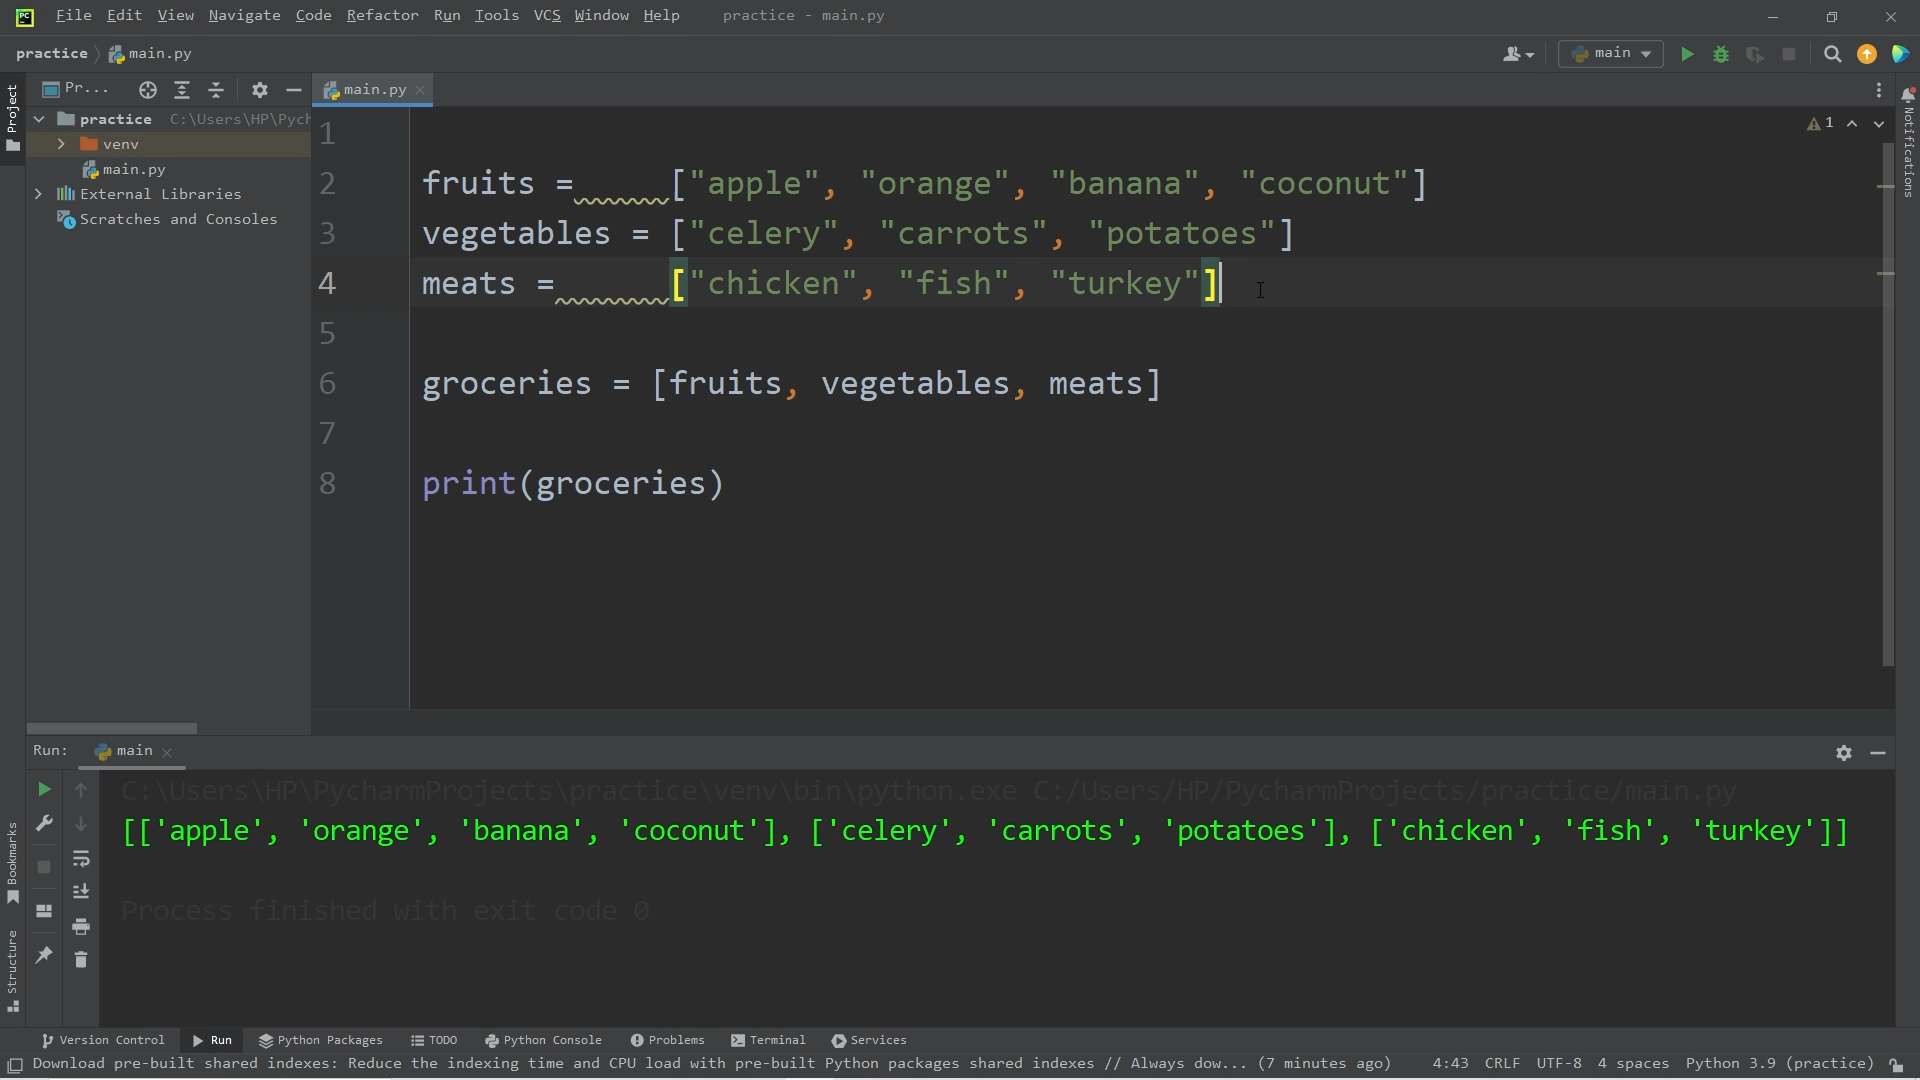 PC File Edit View Navigate Code Refactor Run Tools VCS Window Help practice - main.py
practice main.py main
Pr... main.py
Project
Notifications
practice C:\Users\HP\Pych
venv
main.py
External Libraries
Scratches and Consoles
1
1
2 fruits = ["apple", "orange", "banana", "coconut"]
3 vegetables = ["celery", "carrots", "potatoes"]
4 meats = ["chicken", "fish", "turkey"]
5
6 groceries = [fruits, vegetables, meats]
7
8 print(groceries)
Run: main
C:\Users\HP\PycharmProjects\practice\venv\bin\python.exe C:/Users/HP/PycharmProjects/practice/main.py
[['apple', 'orange', 'banana', 'coconut'], ['celery', 'carrots', 'potatoes'], ['chicken', 'fish', 'turkey']]
Process finished with exit code 0
Bookmarks
Structure
Version Control Run Python Packages TODO Python Console Problems Terminal Services
Download pre-built shared indexes: Reduce the indexing time and CPU load with pre-built Python packages shared indexes // Always dow... (7 minutes ago) 4:43 CRLF UTF-8 4 spaces Python 3.9 (practice)